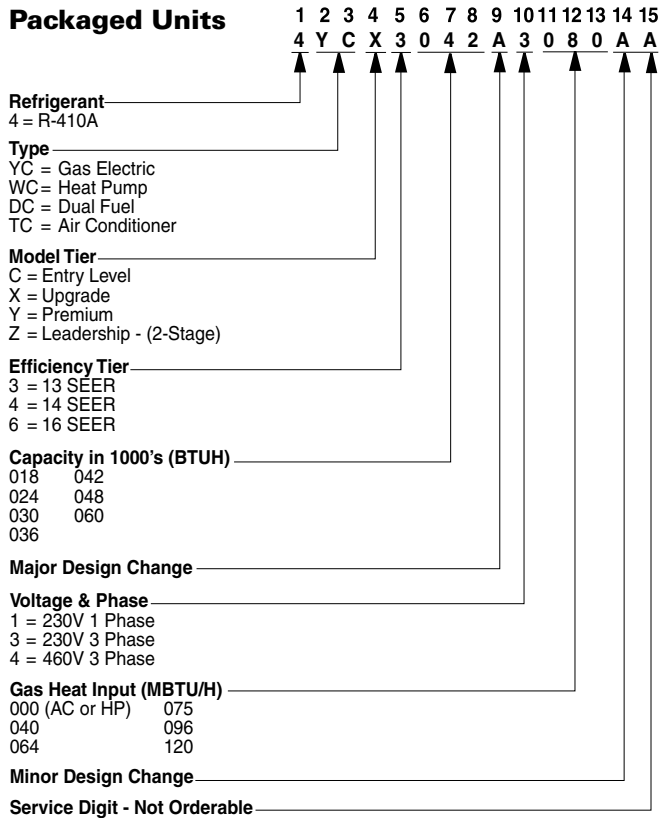 Packaged Units
1 2 3 4 5 6 7 8 9 10 11 12 13 14 15
4 Y C X 3 0 4 2 A 3 0 8 0 A A
Refrigerant
4 = R-410A
Type
YC = Gas Electric
WC = Heat Pump
DC = Dual Fuel
TC = Air Conditioner
Model Tier
C = Entry Level
X = Upgrade
Y = Premium
Z = Leadership - (2-Stage)
Efficiency Tier
3 = 13 SEER
4 = 14 SEER
6 = 16 SEER
Capacity in 1000's (BTUH)
018 042
024 048
030 060
036
Major Design Change
Voltage & Phase
1 = 230V 1 Phase
3 = 230V 3 Phase
4 = 460V 3 Phase
Gas Heat Input (MBTU/H)
000 (AC or HP) 075
040 096
064 120
Minor Design Change
Service Digit - Not Orderable